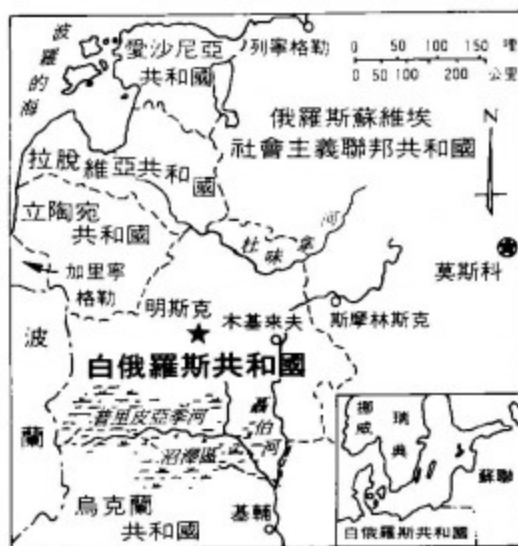 波羅的海
愛沙尼亞
共和國
列寧格勒
0 50 100 150 哩
0 50 100 200 公里
俄羅斯蘇維埃
社會主義聯邦共和國
N
拉脫維亞共和國
立陶宛
共和國
加里寧
格勒
杜味拿河
莫斯科
明斯克
木基來夫
斯摩林斯克
白俄羅斯共和國
波蘭
普里皮亞季河
沼澤區
聶伯河
烏克蘭
共和國
基輔
挪威
瑞典
蘇聯
白俄羅斯共和國